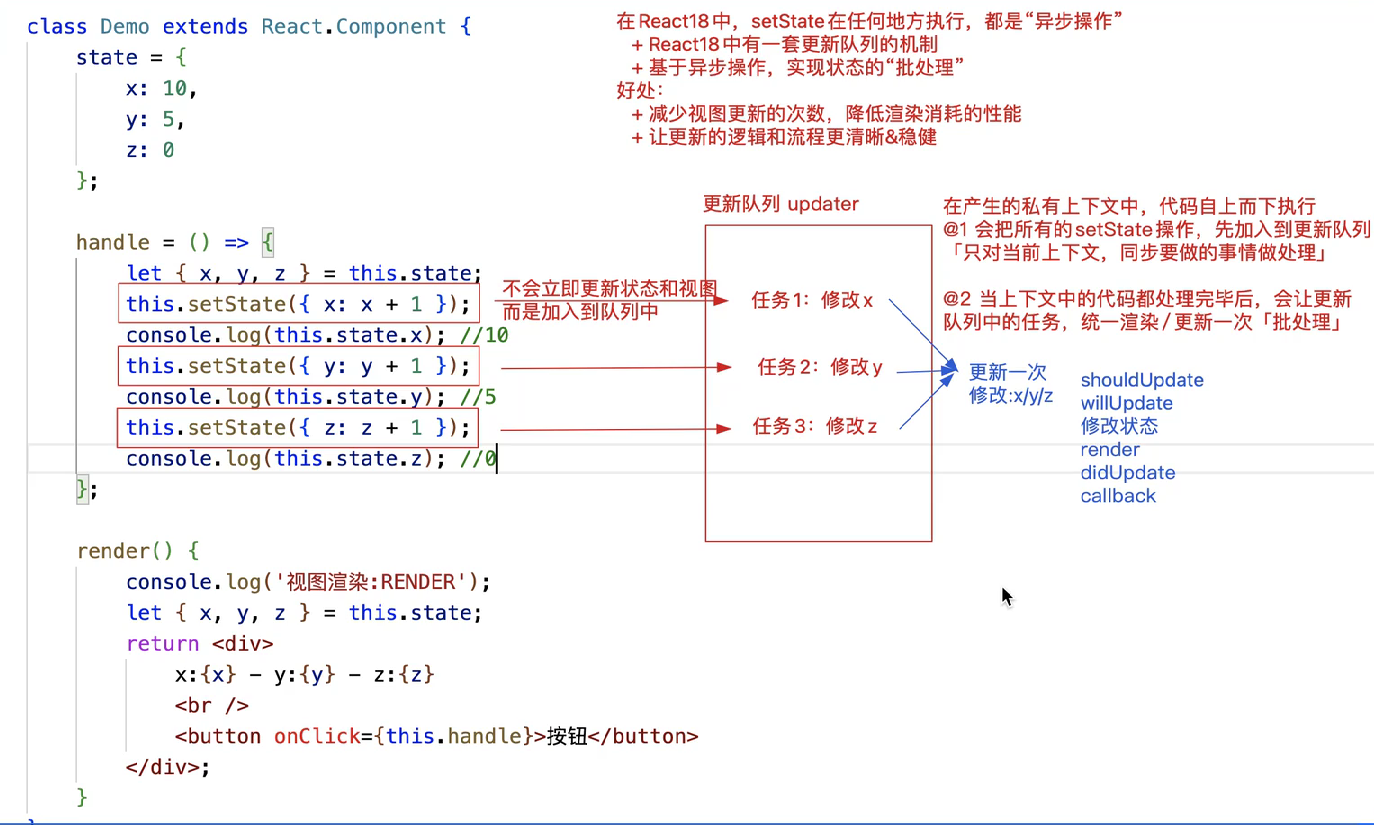 class Demo extends React.Component {
state = {
x: 10,
y: 5,
z: 0
};
handle = () => {
let { x, y, z } = this.state;
this.setState({ x: x + 1 });
console.log(this.state.x); //10
this.setState({ y: y + 1 });
console.log(this.state.y); //5
this.setState({ z: z + 1 });
console.log(this.state.z); //0
};
render() {
console.log('视图渲染:RENDER');
let { x, y, z } = this.state;
return <div>
x:{x} - y:{y} - z:{z}
<br />
<button onClick={this.handle}>按钮</button>
</div>;
}
在React18中，setState在任何地方执行，都是“异步操作”
+ React18中有一套更新队列的机制
+ 基于异步操作，实现状态的“批处理”
好处：
+ 减少视图更新的次数，降低渲染消耗的性能
+ 让更新的逻辑和流程更清晰&稳健
不会立即更新状态和视图
而是加入到队列中
更新队列 updater
任务1：修改x
任务2：修改y
任务3：修改z
在产生的私有上下文中，代码自上而下执行
@1 会把所有的setState操作，先加入到更新队列
「只对当前上下文，同步要做的事情做处理」
@2 当上下文中的代码都处理完毕后，会让更新
队列中的任务，统一渲染/更新一次「批处理」
更新一次
修改:x/y/z
shouldUpdate
willUpdate
修改状态
render
didUpdate
callback